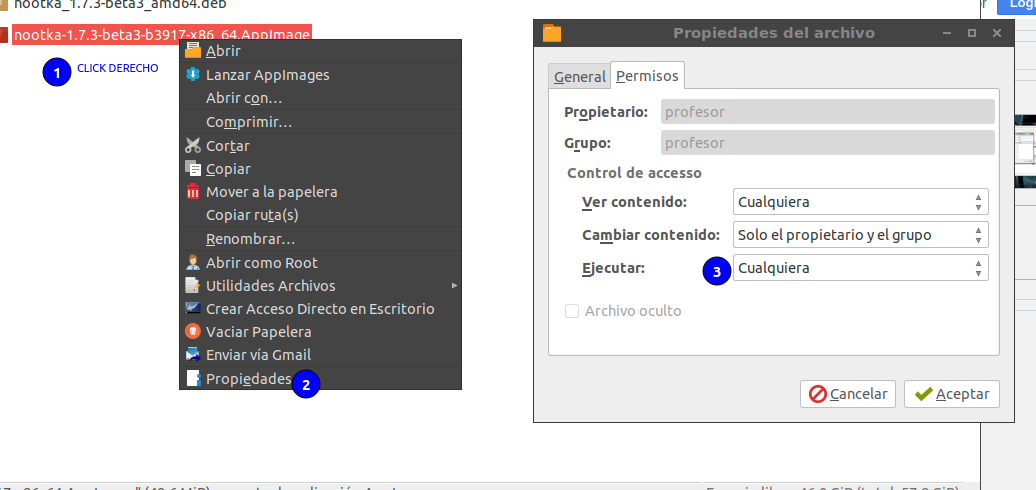 nootka_1.7.3-beta3_amd64.deb
nootka-1.7.3-beta3-b3917-x86_64.AppImage
1 CLICK DERECHO
Abrir
Lanzar AppImages
Abrir con...
Comprimir...
Cortar
Copiar
Mover a la papelera
Copiar ruta(s)
Renombrar...
Abrir como Root
Utilidades Archivos
Crear Acceso Directo en Escritorio
Vaciar Papelera
Enviar vía Gmail
Propiedades 2
Propiedades del archivo
General Permisos
Propietario: profesor
Grupo: profesor
Control de acceso
Ver contenido: Cualquiera
Cambiar contenido: Solo el propietario y el grupo
Ejecutar: 3 Cualquiera
Archivo oculto
Cancelar Aceptar